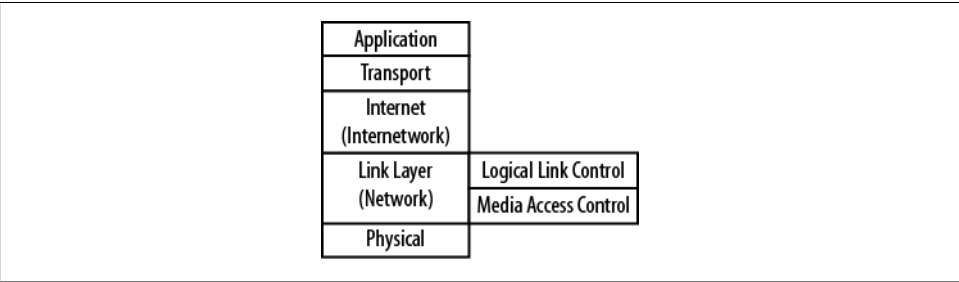 Application
Transport
Internet
(Internetwork)
Link Layer
(Network)
Logical Link Control
Media Access Control
Physical